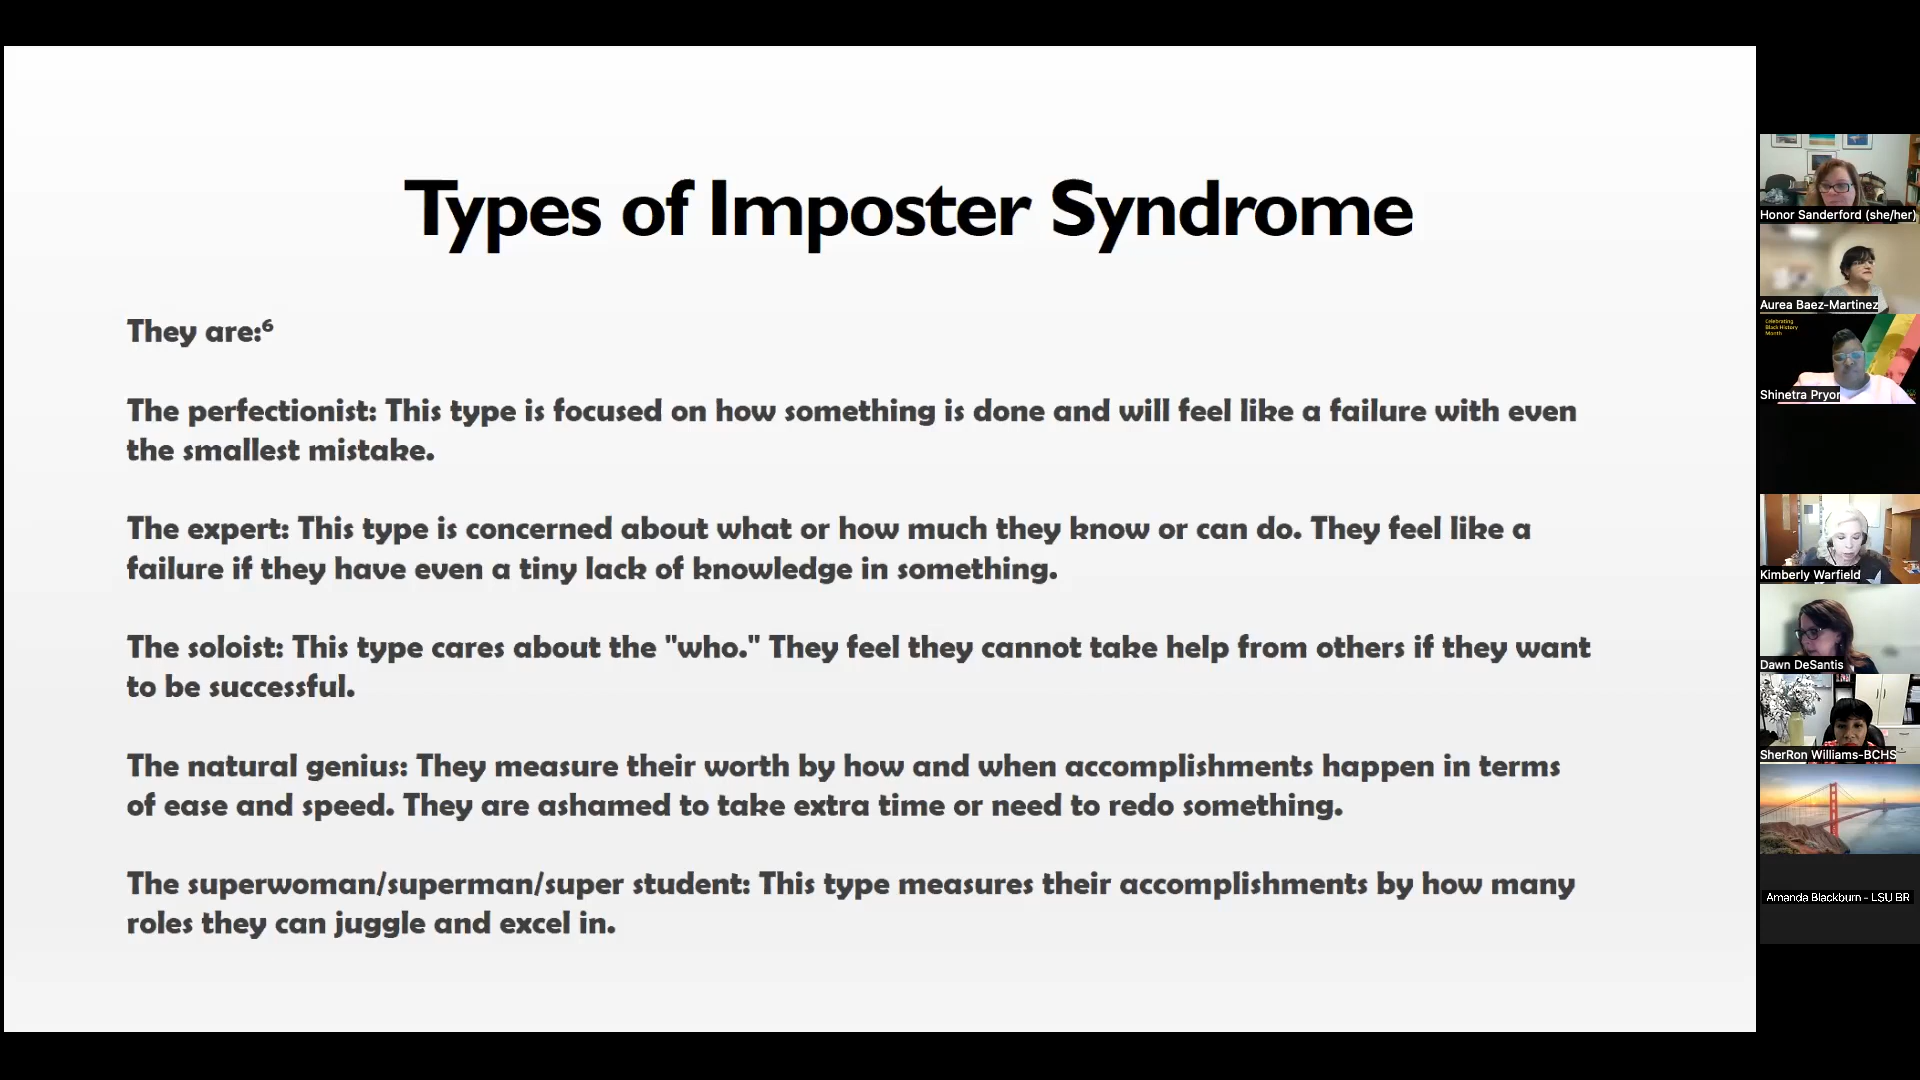 Types of Imposter Syndrome
They are:⁶
The perfectionist: This type is focused on how something is done and will feel like a failure with even
the smallest mistake.
The expert: This type is concerned about what or how much they know or can do. They feel like a
failure if they have even a tiny lack of knowledge in something.
The soloist: This type cares about the "who." They feel they cannot take help from others if they want
to be successful.
The natural genius: They measure their worth by how and when accomplishments happen in terms
of ease and speed. They are ashamed to take extra time or need to redo something.
The superwoman/superman/super student: This type measures their accomplishments by how many
roles they can juggle and excel in.
Honor Sanderford (she/her)
Aurea Baez-Martinez
Celebrating
Black History
Month
Shinetra Pryor
Kimberly Warfield
Dawn DeSantis
SherRon Williams-BCHS
Amanda Blackburn - LSU BR